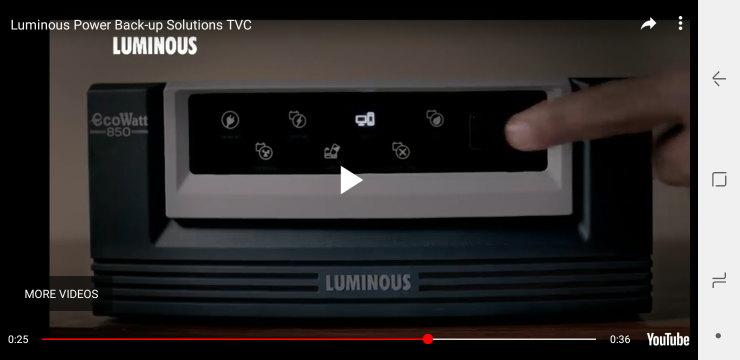 Luminous Power Back-up Solutions TVC
LUMINOUS
EcoWatt
850
LUMINOUS
MORE VIDEOS
0:25
0:36
YouTube